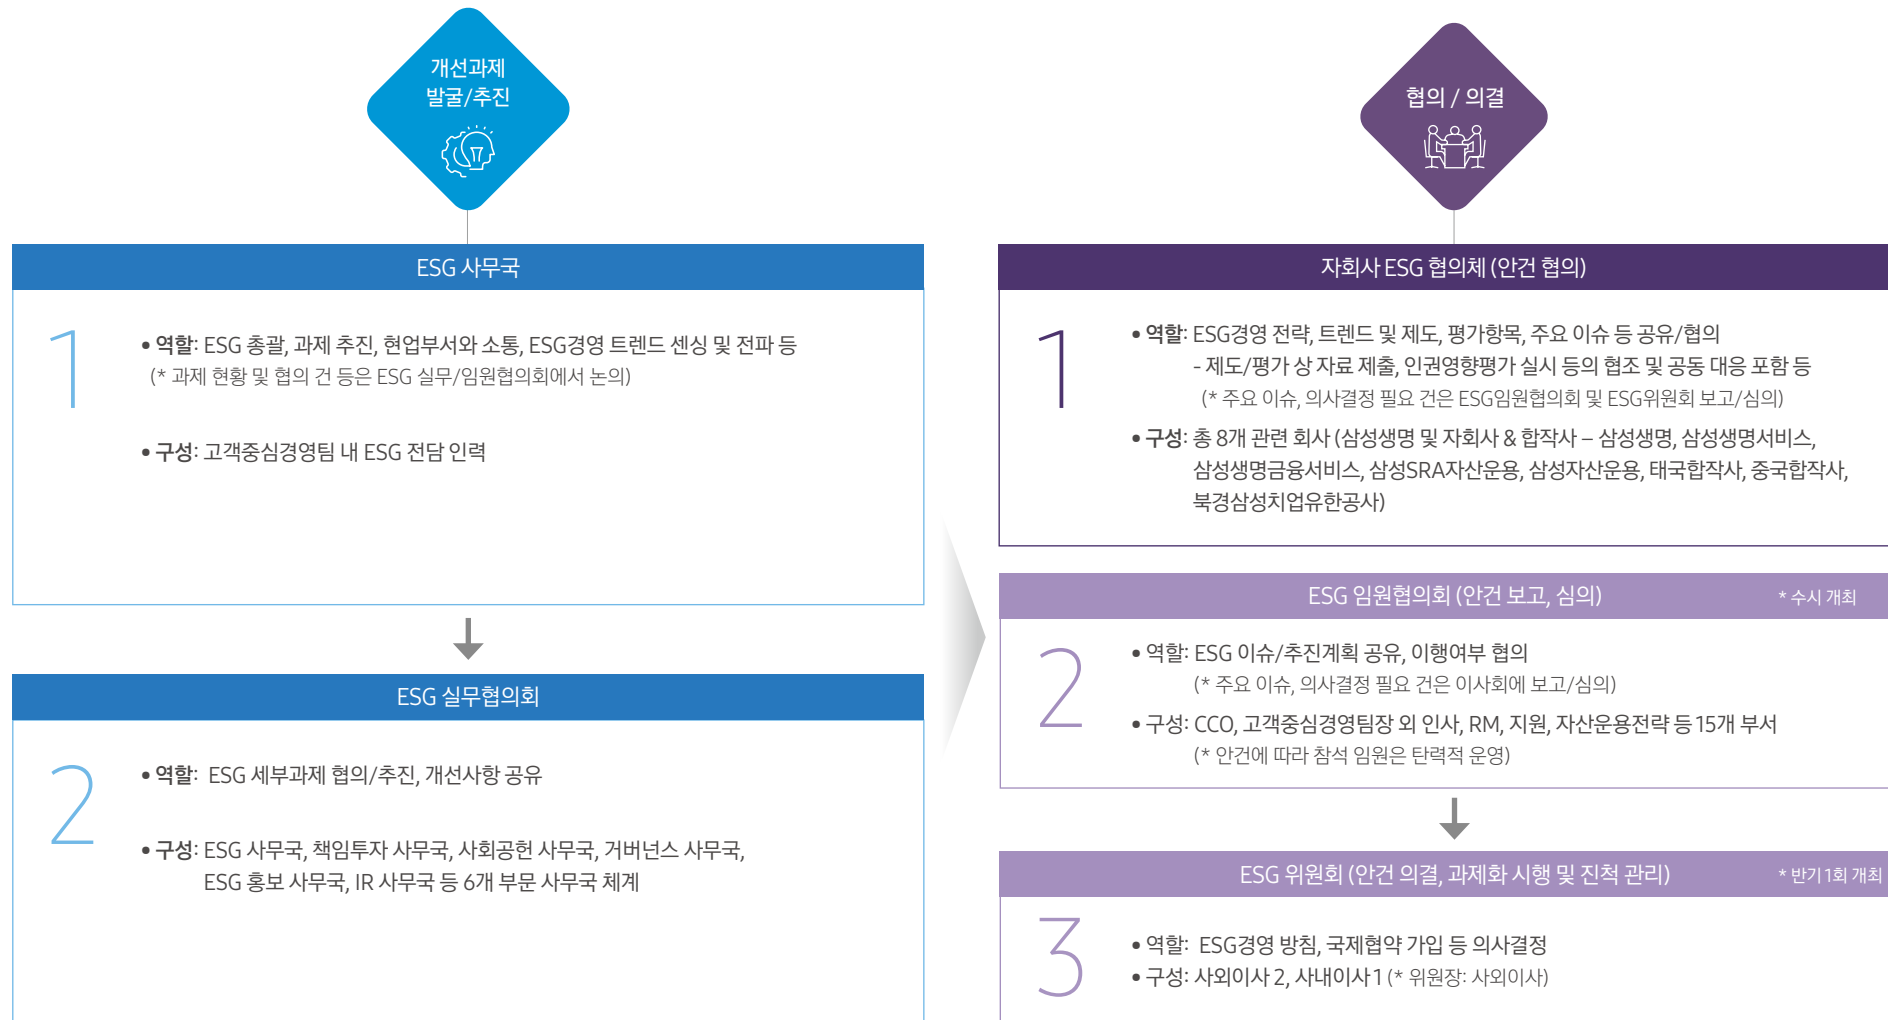 개선과제
발굴/추진
ESG 사무국
1
• 역할: ESG 총괄, 과제 추진, 현업부서와 소통, ESG경영 트렌드 센싱 및 전파 등
(* 과제 현황 및 협의 건 등은 ESG 실무/임원협의회에서 논의)
• 구성: 고객중심경영팀 내 ESG 전담 인력
ESG 실무협의회
2
• 역할: ESG 세부과제 협의/추진, 개선사항 공유
• 구성: ESG 사무국, 책임투자 사무국, 사회공헌 사무국, 거버넌스 사무국,
ESG 홍보 사무국, IR 사무국 등 6개 부문 사무국 체계
협의 / 의결
자회사 ESG 협의체 (안건 협의)
1
• 역할: ESG경영 전략, 트렌드 및 제도, 평가항목, 주요 이슈 등 공유/협의
- 제도/평가 상 자료 제출, 인권영향평가 실시 등의 협조 및 공동 대응 포함 등
(* 주요 이슈, 의사결정 필요 건은 ESG임원협의회 및 ESG위원회 보고/심의)
• 구성: 총 8개 관련 회사 (삼성생명 및 자회사 & 합작사 – 삼성생명, 삼성생명서비스,
삼성생명금융서비스, 삼성SRA자산운용, 삼성자산운용, 태국합작사, 중국합작사,
북경삼성치업유한공사)
ESG 임원협의회 (안건 보고, 심의) * 수시 개최
2
• 역할: ESG 이슈/추진계획 공유, 이행여부 협의
(* 주요 이슈, 의사결정 필요 건은 이사회에 보고/심의)
• 구성: CCO, 고객중심경영팀장 외 인사, RM, 지원, 자산운용전략 등 15개 부서
(* 안건에 따라 참석 임원은 탄력적 운영)
ESG 위원회 (안건 의결, 과제화 시행 및 진척 관리) * 반기 1회 개최
3
• 역할: ESG경영 방침, 국제협약 가입 등 의사결정
• 구성: 사외이사 2, 사내이사 1 (* 위원장: 사외이사)